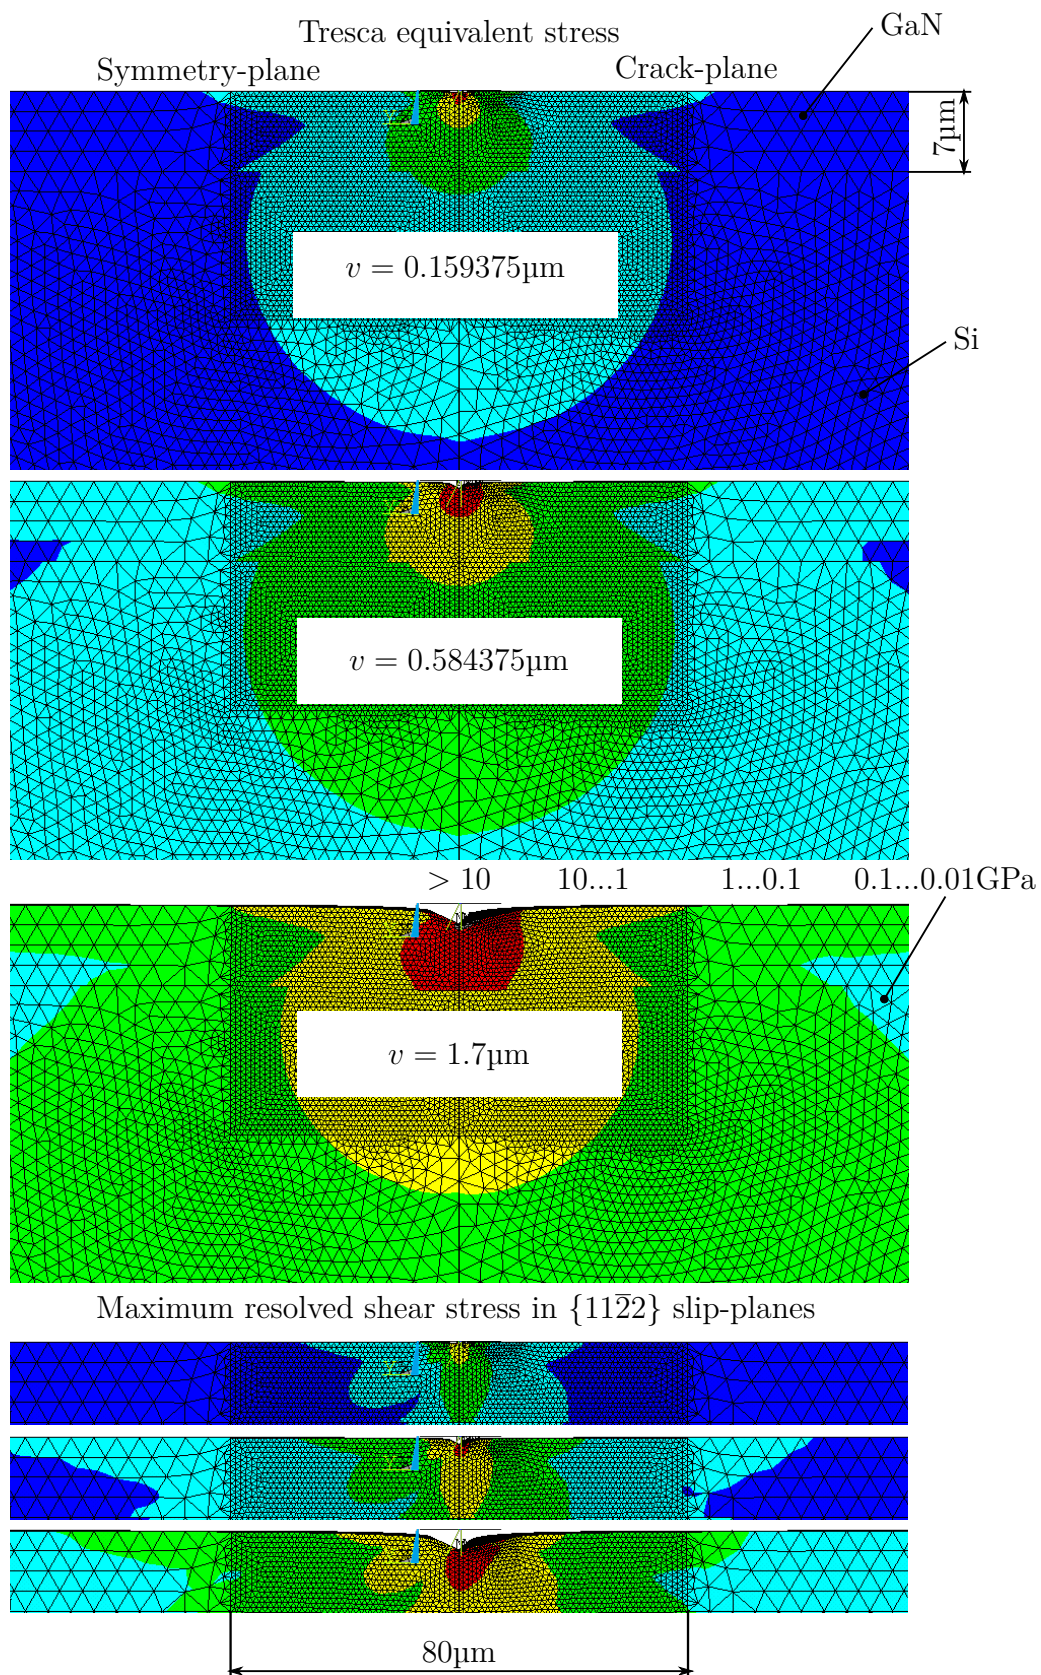 Tresca equivalent stress
GaN
Symmetry-plane
Crack-plane
7µm
v = 0.159375µm
Si
v = 0.584375µm
> 10 10...1 1...0.1 0.1...0.01GPa
v = 1.7µm
Maximum resolved shear stress in {112̅2} slip-planes
80µm